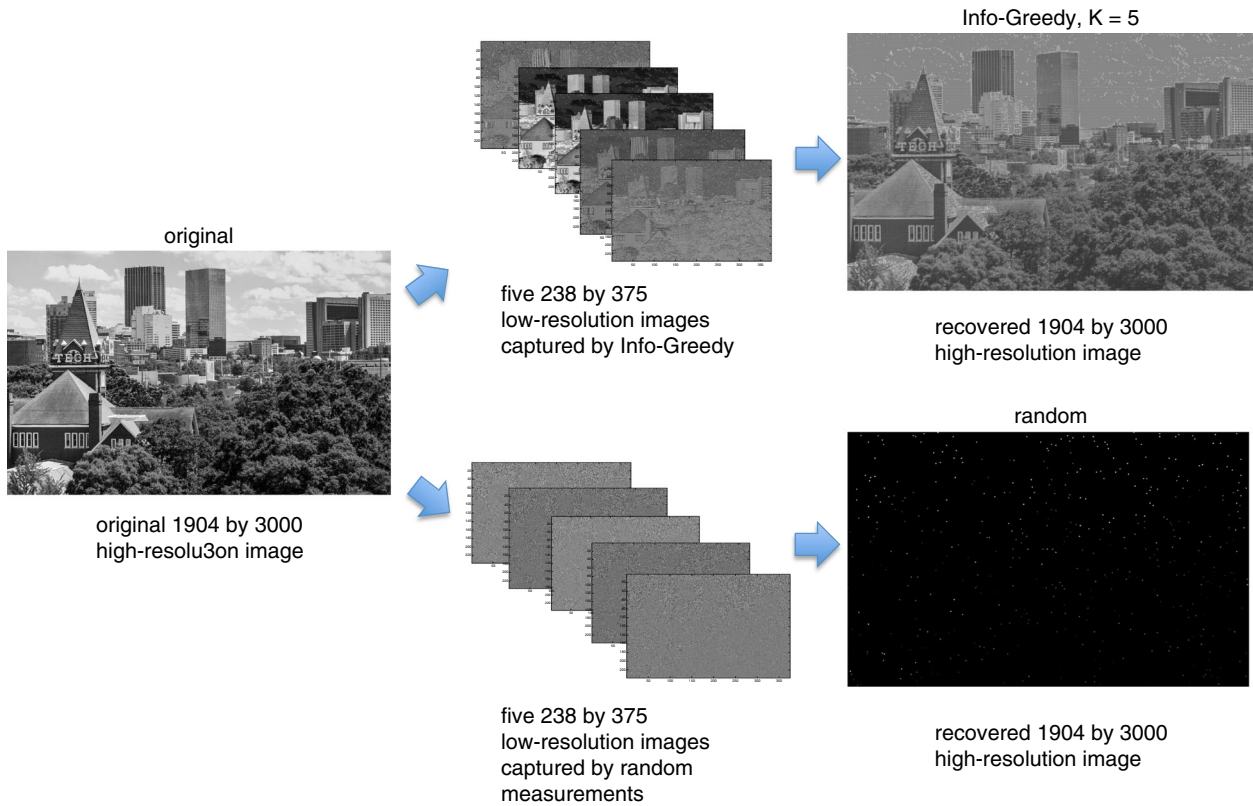 Info-Greedy, K = 5
original
TECH
TECH
five 238 by 375
low-resolution images
captured by Info-Greedy
recovered 1904 by 3000
high-resolution image
random
original 1904 by 3000
high-resolu3on image
five 238 by 375
low-resolution images
captured by random
measurements
recovered 1904 by 3000
high-resolution image